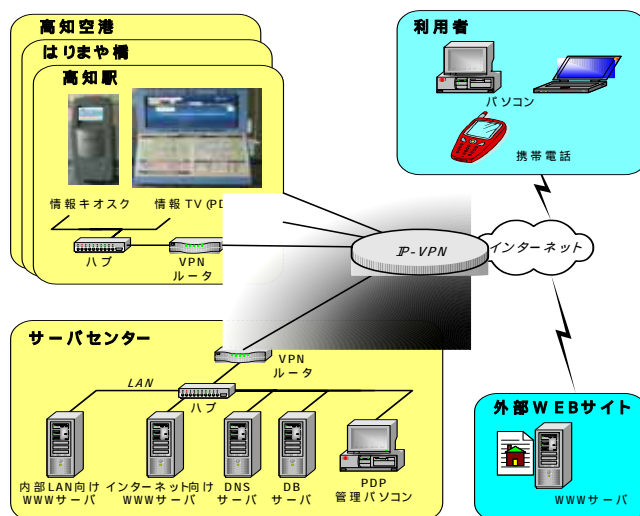 高知空港
はりまや橋
高知駅
情報キオスク
情報TV(PD
ハブ
VPN
ルータ
利用者
パソコン
携帯電話
IP-VPN
インターネット
サーバセンター
VPN
ルータ
LAN
ハブ
内部LAN向け
WWWサーバ
インターネット向け
WWWサーバ
DNS
サーバ
DB
サーバ
PDP
管理パソコン
外部WEBサイト
WWWサーバ